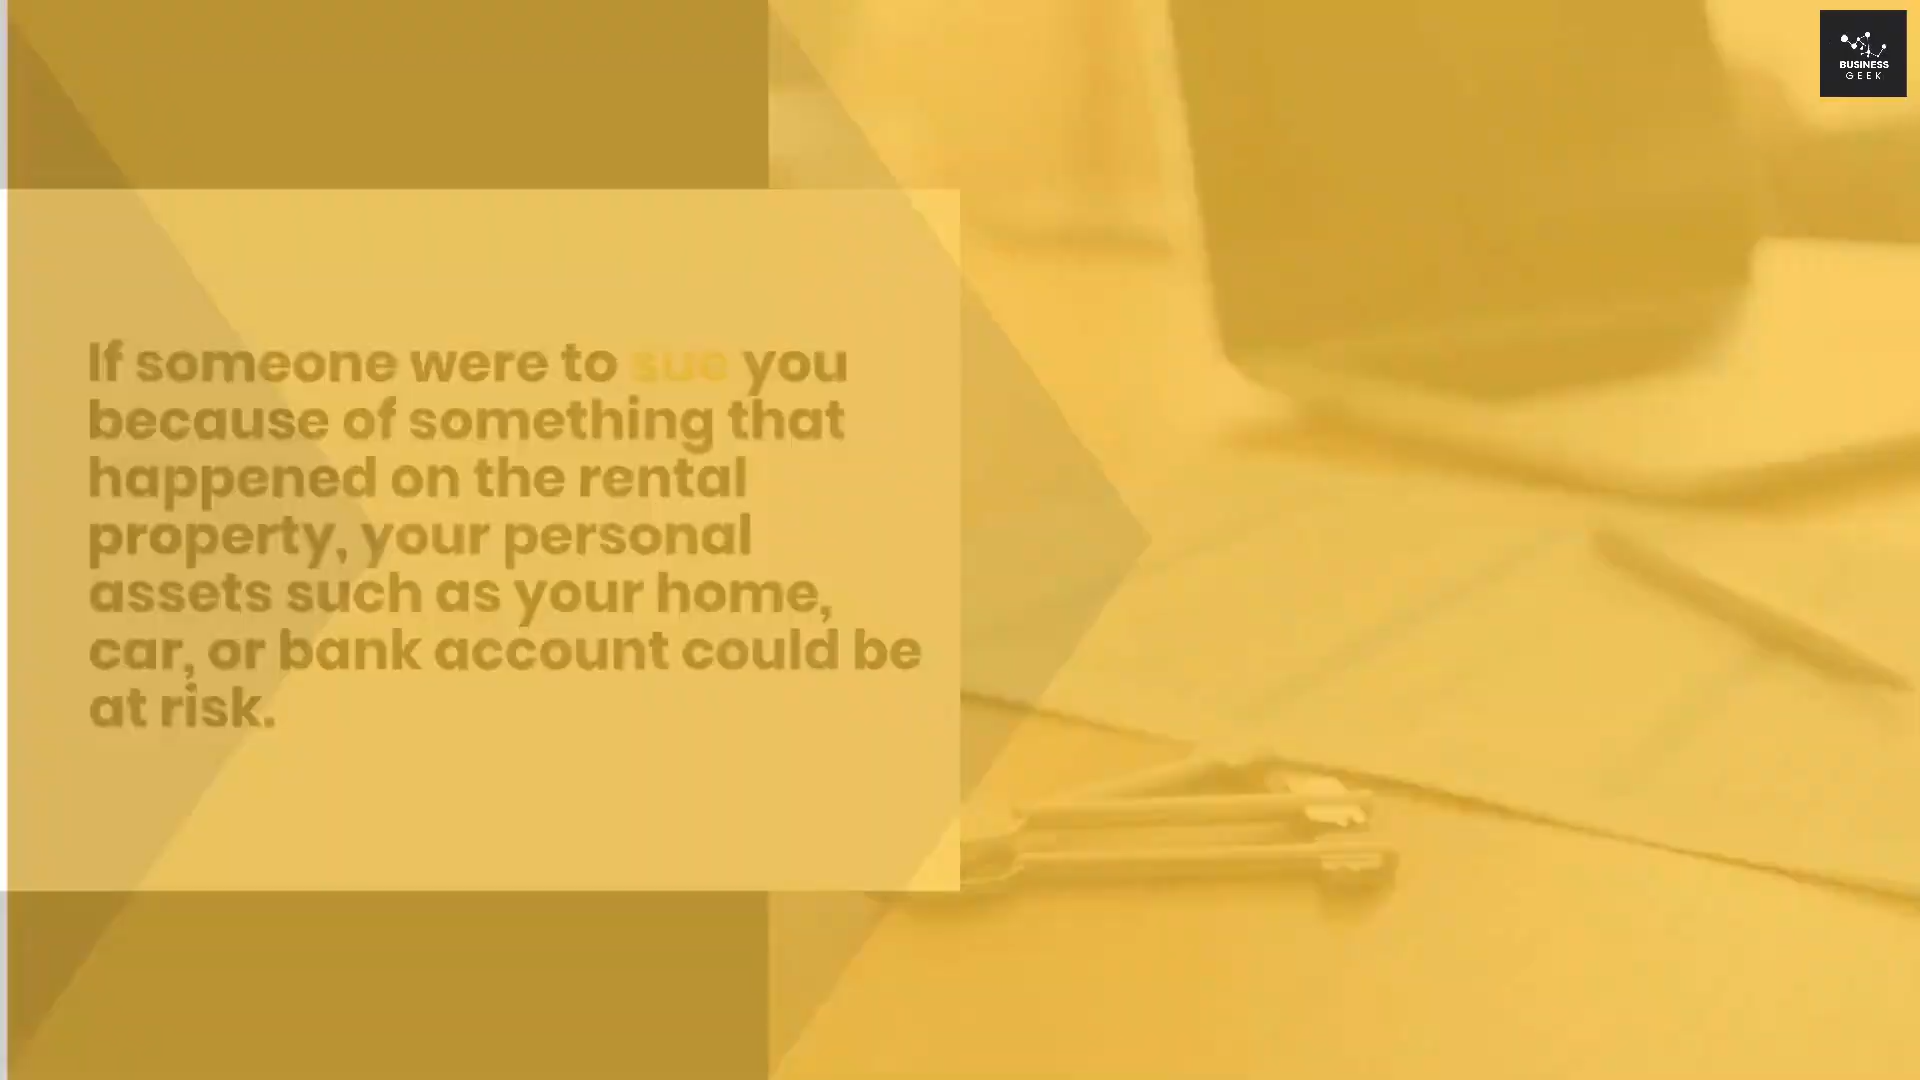 BUSINESS
GEEK
If someone were to sue you
because of something that
happened on the rental
property, your personal
assets such as your home,
car, or bank account could be
at risk.